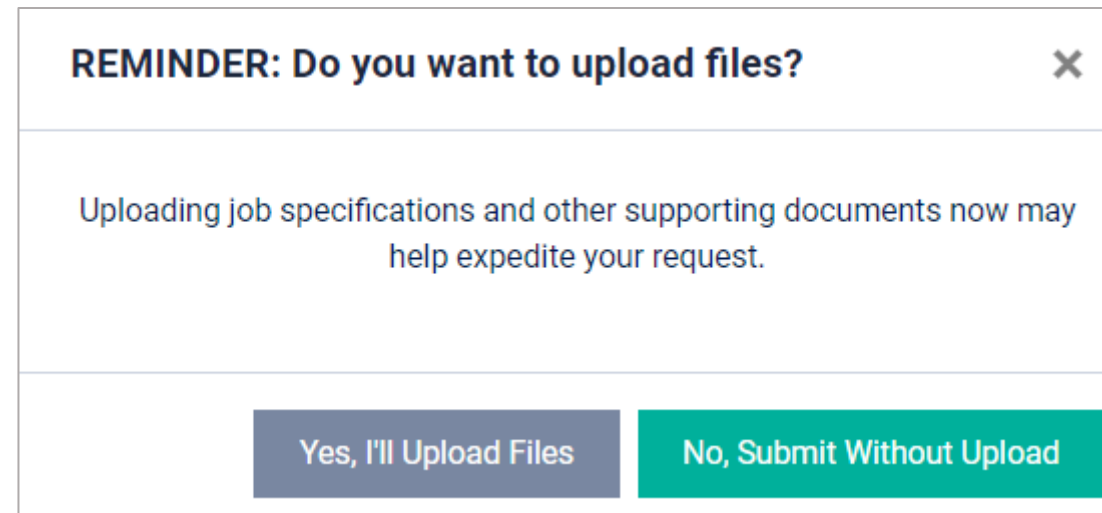 REMINDER: Do you want to upload files?
Uploading job specifications and other supporting documents now may
help expedite your request.
Yes, I'll Upload Files
No, Submit Without Upload